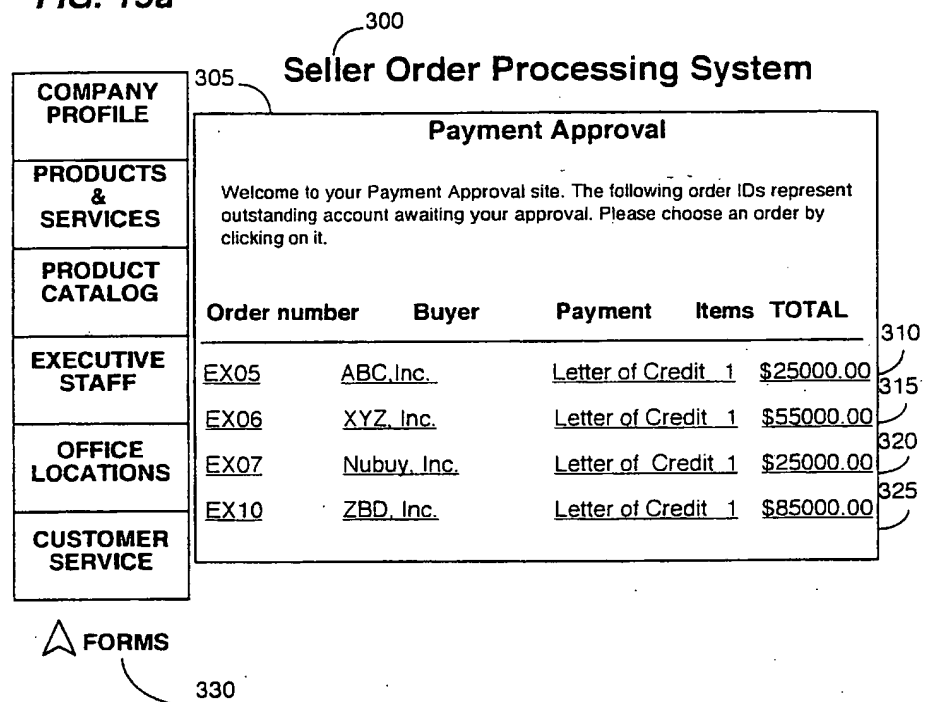 300
Seller Order Processing System
305
COMPANY
PROFILE
PRODUCTS
&
SERVICES
PRODUCT
CATALOG
EXECUTIVE
STAFF
OFFICE
LOCATIONS
CUSTOMER
SERVICE
Payment Approval
Welcome to your Payment Approval site. The following order IDs represent
outstanding account awaiting your approval. Please choose an order by
clicking on it.
Order number Buyer Payment Items TOTAL
310
EX05 ABC,Inc. Letter of Credit 1 $25000.00
315
EX06 XYZ, Inc. Letter of Credit 1 $55000.00
320
EX07 Nubuy, Inc. Letter of Credit 1 $25000.00
325
EX10 ZBD, Inc. Letter of Credit 1 $85000.00
FORMS
330